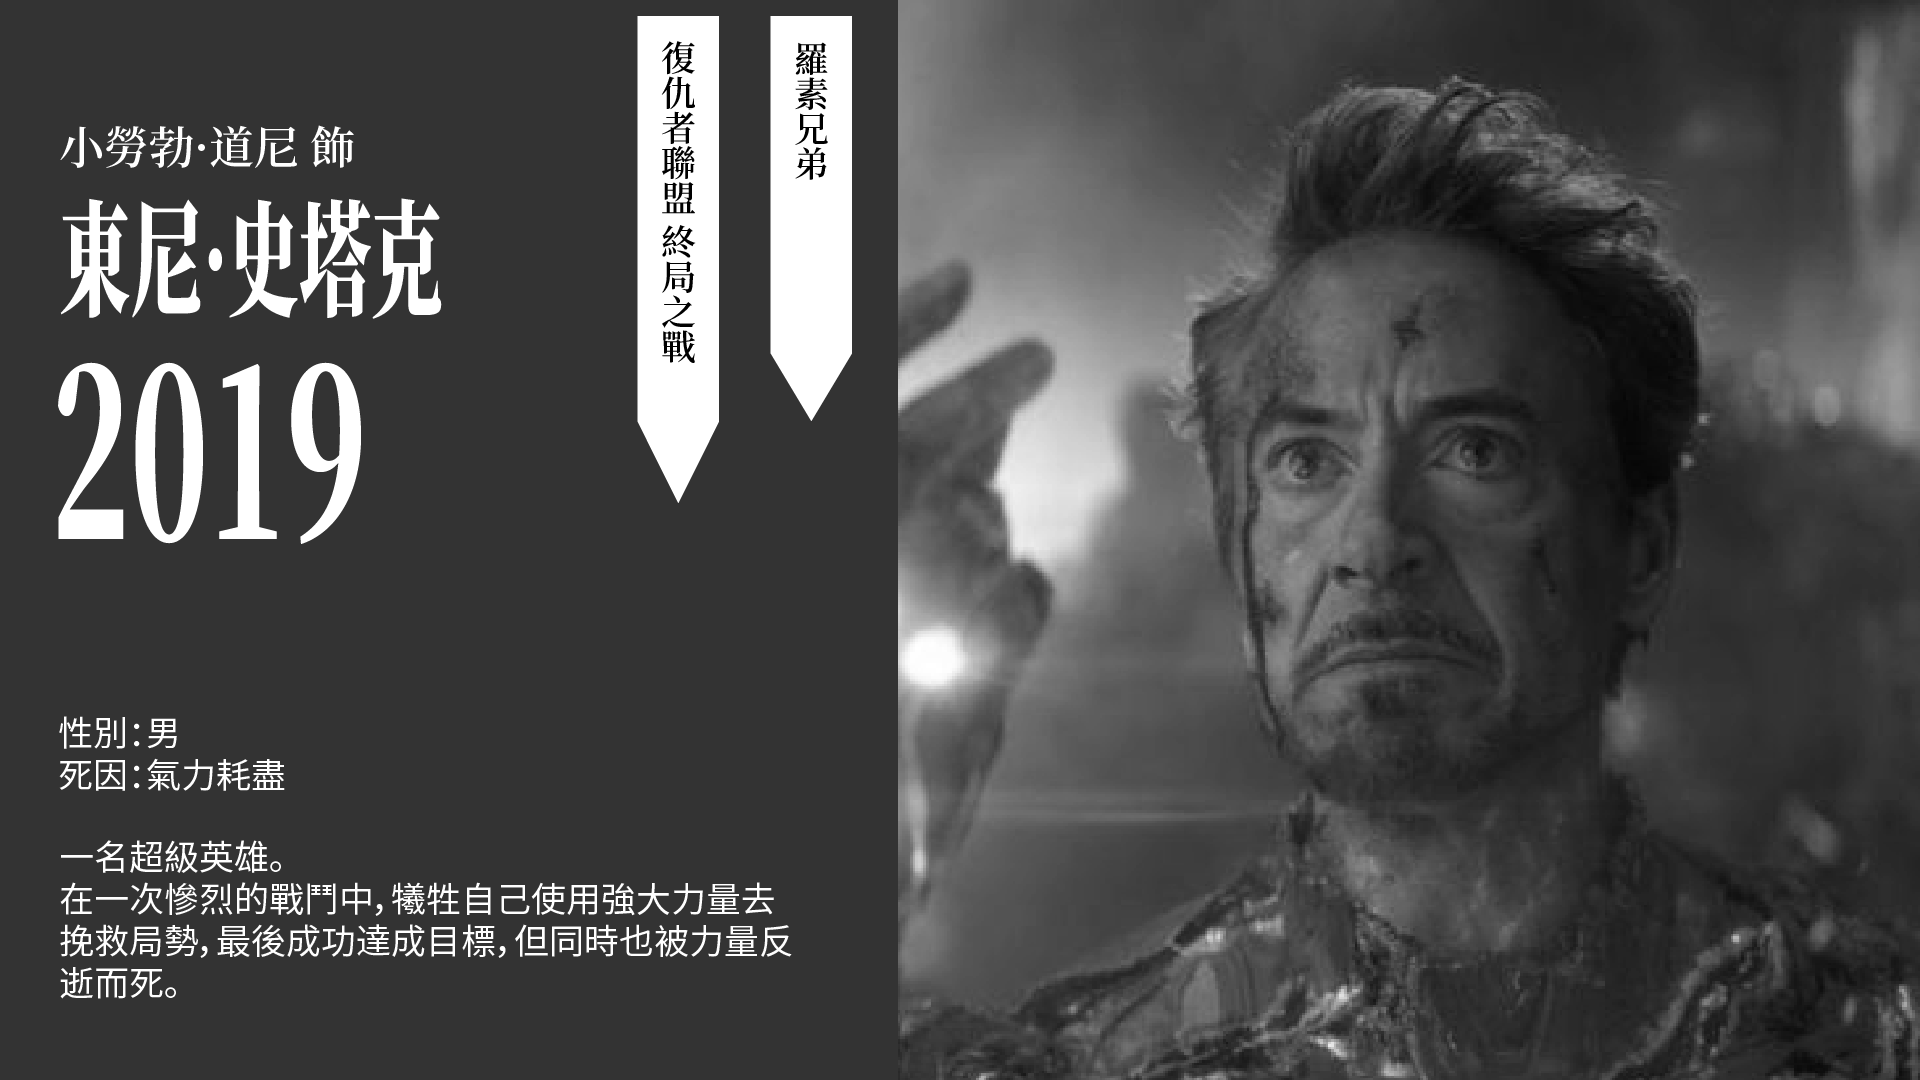 小勞勃·道尼 飾
東尼·史塔克
2019
羅素兄弟
復仇者聯盟 終局之戰
性別：男
死因：氣力耗盡
一名超級英雄。
在一次慘烈的戰鬥中，犧牲自己使用強大力量去
挽救局勢，最後成功達成目標，但同時也被力量反
逝而死。